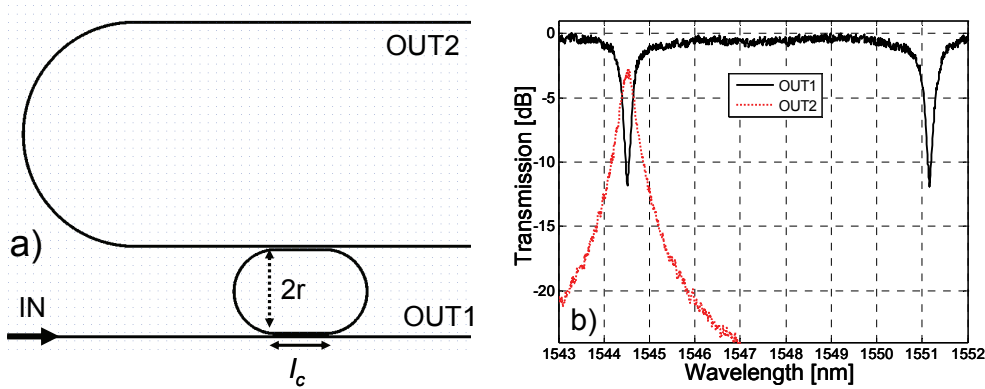 OUT2
a)
2r
IN
OUT1
lc
Transmission [dB]
0
-5
-10
-15
-20
OUT1
OUT2
b)
1543 1544 1545 1546 1547 1548 1549 1550 1551 1552
Wavelength [nm]